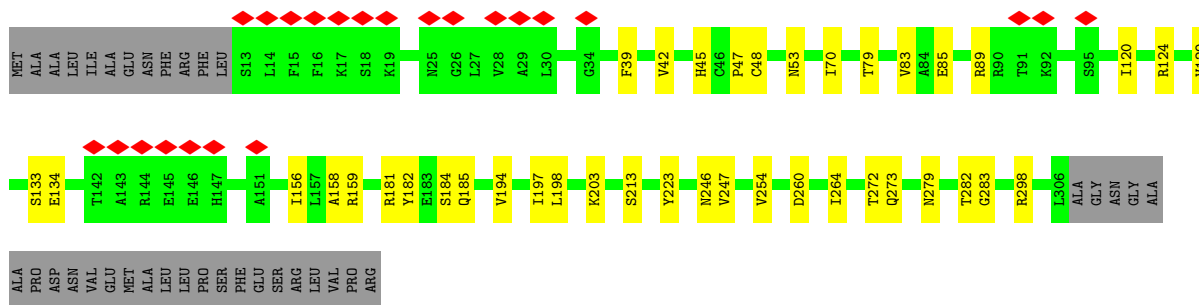 MET ALA ALA LEU ILE ALA GLU ASN PHE ARG PHE LEU S13 L14 F15 F16 K17 S18 K19 N25 G26 L27 V28 A29 L30 G34 F39 V42 H45 C46 P47 C48 N53 I70 T79 V83 A84 E85 R89 R90 T91 K92 S95 I120 R124
S133 E134 T142 A143 R144 E145 E146 H147 A151 I156 L157 A158 R159 R181 Y182 E183 S184 Q185 V194 I197 L198 K203 S213 Y223 N246 V247 V254 D260 I264 T272 Q273 N279 T282 G283 R298 L306 ALA GLY ASN GLY ALA
ALA PRO ASP ASN VAL GLU MET ALA LEU LEU PRO SER PHE GLU SER ARG LEU VAL PRO ARG